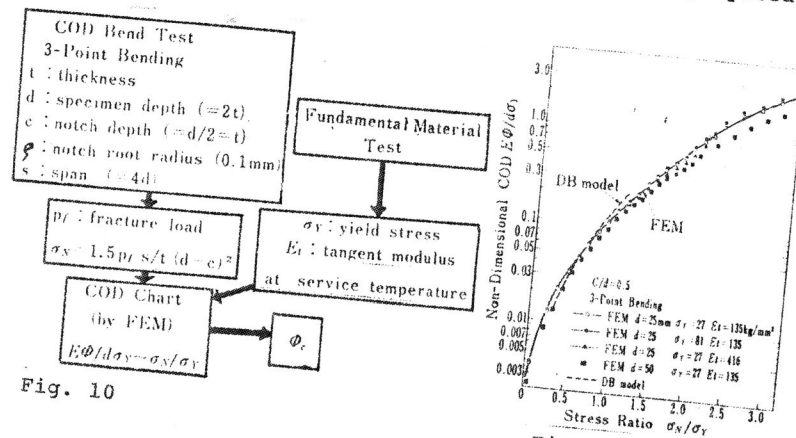 COD Bend Test
3-Point Bending
t : thickness
d : specimen depth (=2t).
c : notch depth (=d/2=t)
ρ : notch root radius (0.1mm)
s : span (=4d)
Fundamental Material
Test
pf : fracture load
σN 1.5pf s/t (d-c)²
σY : yield stress
Et : tangent modulus
at service temperature
COD Chart
(by FEM)
EΦ/dσY-σN/σY
Φc
Fig. 10
Non-Dimensional COD EΦ/dσY
3.0
1.0
0.7
0.5
0.3
0.1
0.07
0.05
0.03
0.01
0.007
0.005
0.003
DB model
FEM
C/d=0.5
3-Point Bending
FEM d=25mm σY=27 Et=135kg/mm²
FEM d=25 σY=81 Et=135
FEM d=25 σY=27 Et=416
FEM d=50 σY=27 Et=135
DB model
0 0.5 1.0 1.5 2.0 2.5 3.0
Stress Ratio σN/σY